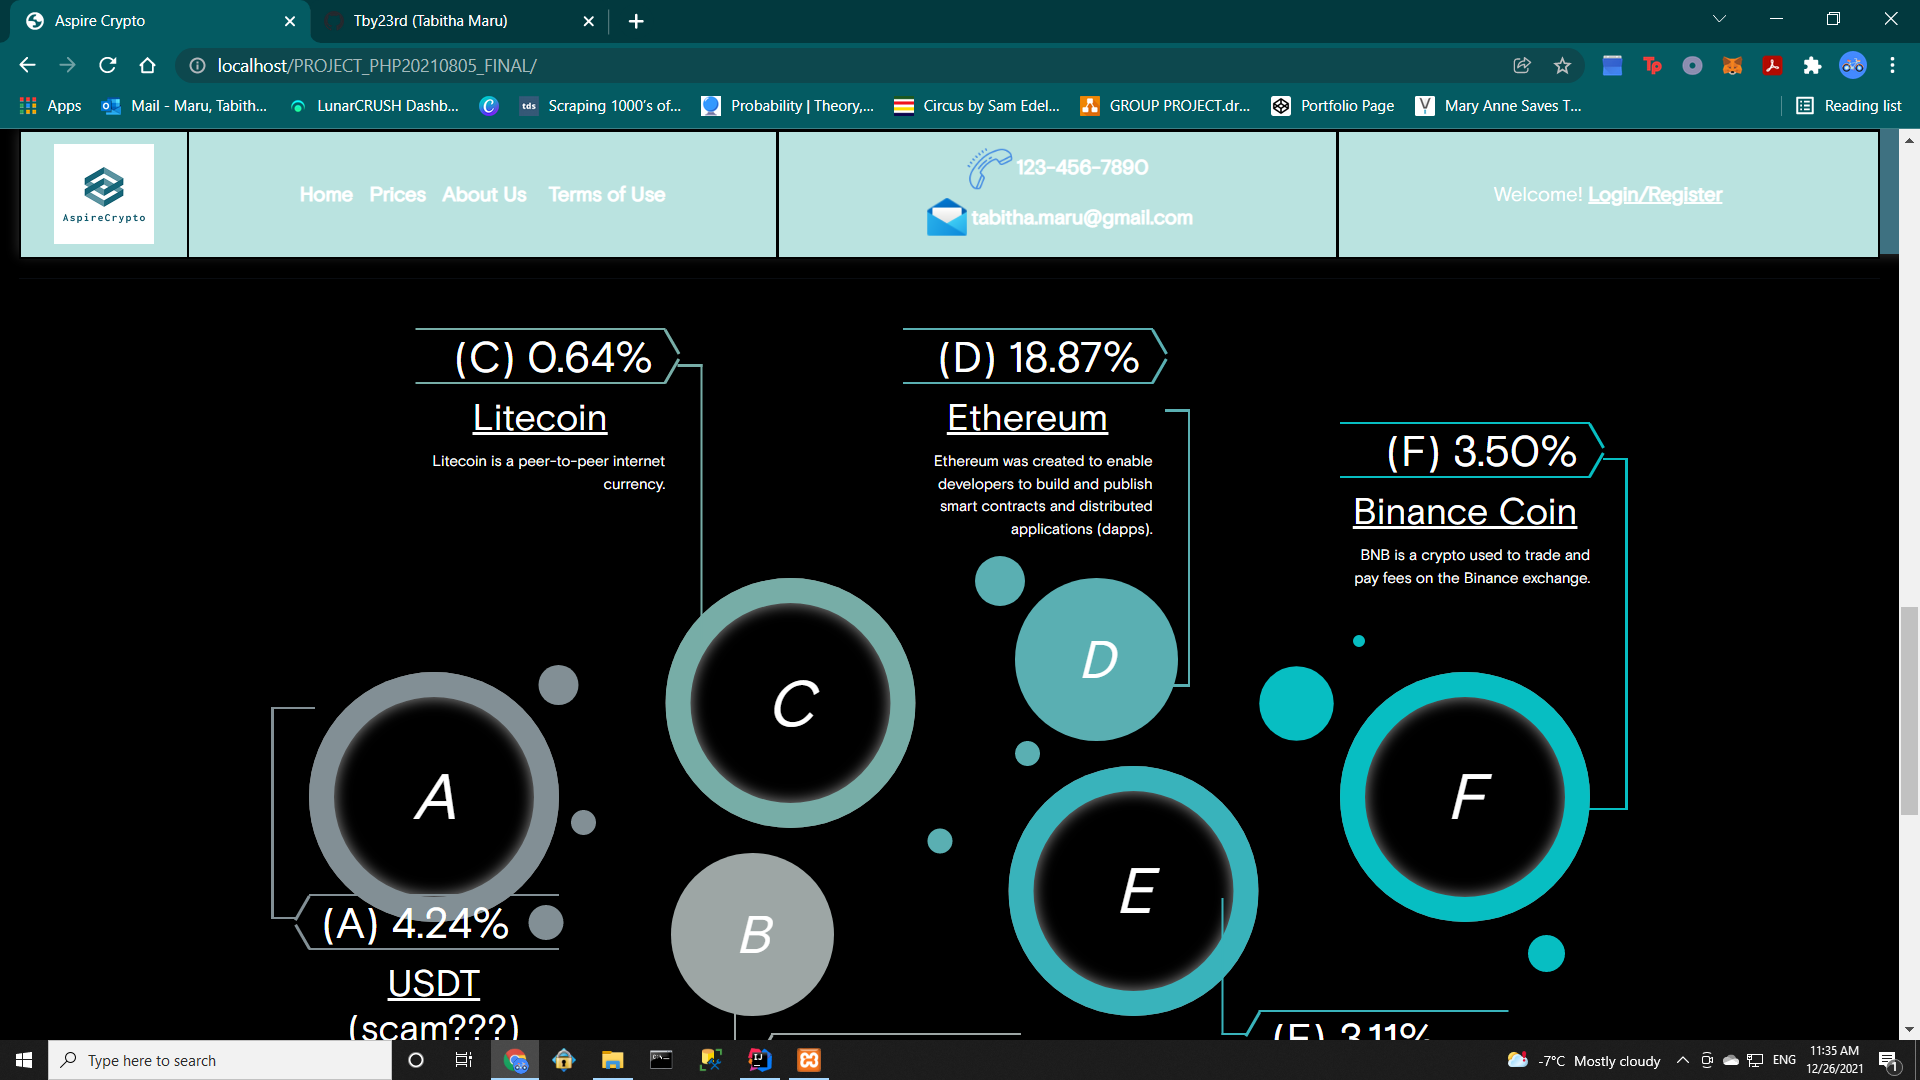 Aspire Crypto
Tby23rd (Tabitha Maru)
localhost/PROJECT_PHP20210805_FINAL/
Apps
Mail - Maru, Tabith...
LunarCRUSH Dashb...
tds
Scraping 1000's of...
Probability | Theory,...
Circus by Sam Edel...
GROUP PROJECT.dr...
Portfolio Page
Mary Anne Saves T...
Reading list
AspireCrypto
Home Prices About Us Terms of Use
123-456-7890
tabitha.maru@gmail.com
Welcome! Login/Register
(C) 0.64%
Litecoin
Litecoin is a peer-to-peer internet
currency.
(D) 18.87%
Ethereum
Ethereum was created to enable
developers to build and publish
smart contracts and distributed
applications (dapps).
(F) 3.50%
Binance Coin
BNB is a crypto used to trade and
pay fees on the Binance exchange.
A
C
D
F
B
E
(A) 4.24%
USDT
(scam???)
(E) 3.11%
Type here to search
-7°C Mostly cloudy
ENG
11:35 AM
12/26/2021
1